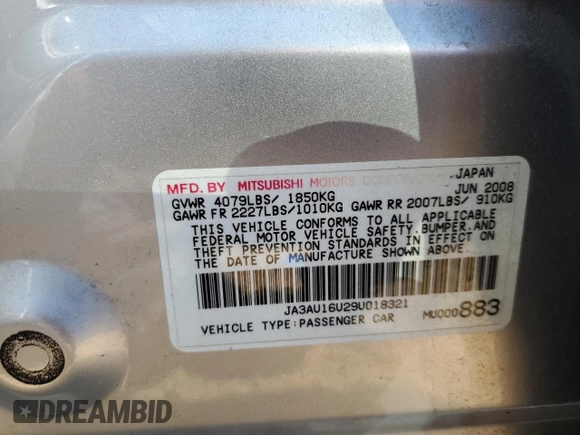 JAPAN
MFD. BY MITSUBISHI MOTORS CORPORATION
JUN 2008
GVWR 4079LBS/ 1850KG
GAWR FR 2227LBS/1010KG GAWR RR 2007LBS/ 910KG
THIS VEHICLE CONFORMS TO ALL APPLICABLE
FEDERAL MOTOR VEHICLE SAFETY,BUMPER,AND
THEFT PREVENTION STANDARDS IN EFFECT ON
THE DATE OF MANUFACTURE SHOWN ABOVE.
JA3AU16U29U018321
VEHICLE TYPE:PASSENGER CAR MU000883
DREAMBID